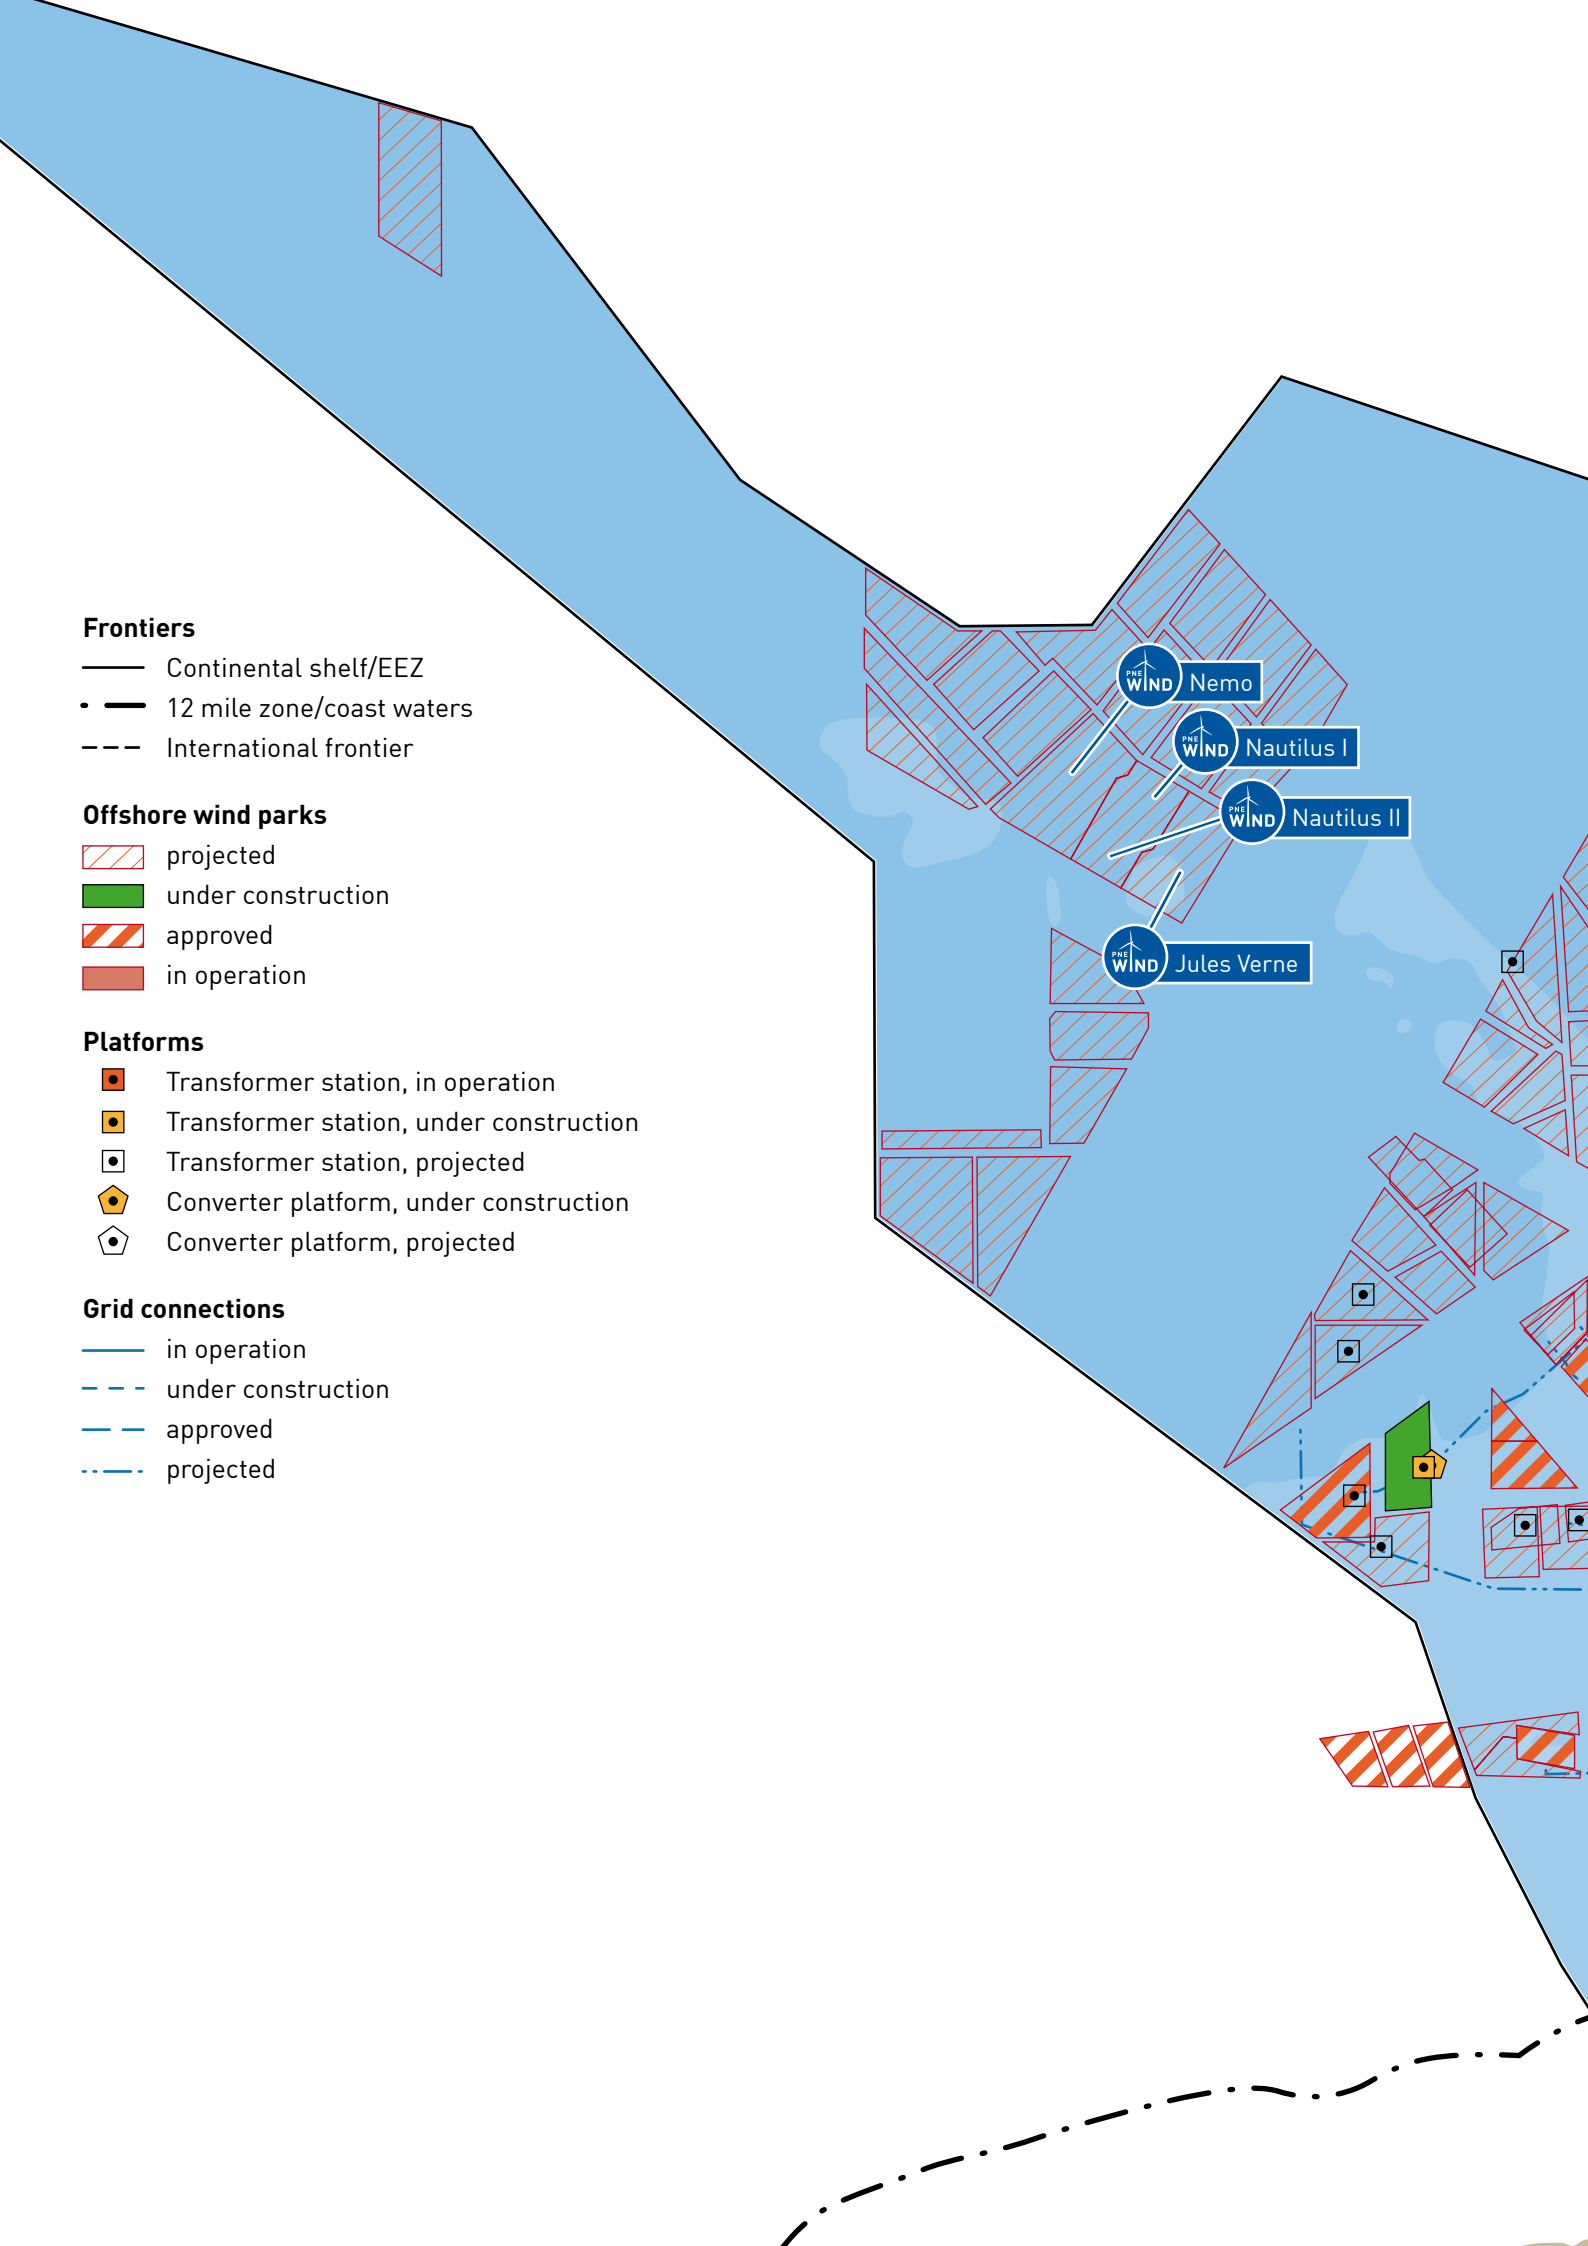 PNE
WIND
Nemo
PNE
WIND
Nautilus I
PNE
WIND
Nautilus II
PNE
WIND
Jules Verne
Frontiers
Continental shelf/EEZ
12 mile zone/coast waters
International frontier
Offshore wind parks
projected
under construction
approved
in operation
Platforms
Transformer station, in operation
Transformer station, under construction
Transformer station, projected
Converter platform, under construction
Converter platform, projected
Grid connections
in operation
under construction
approved
projected